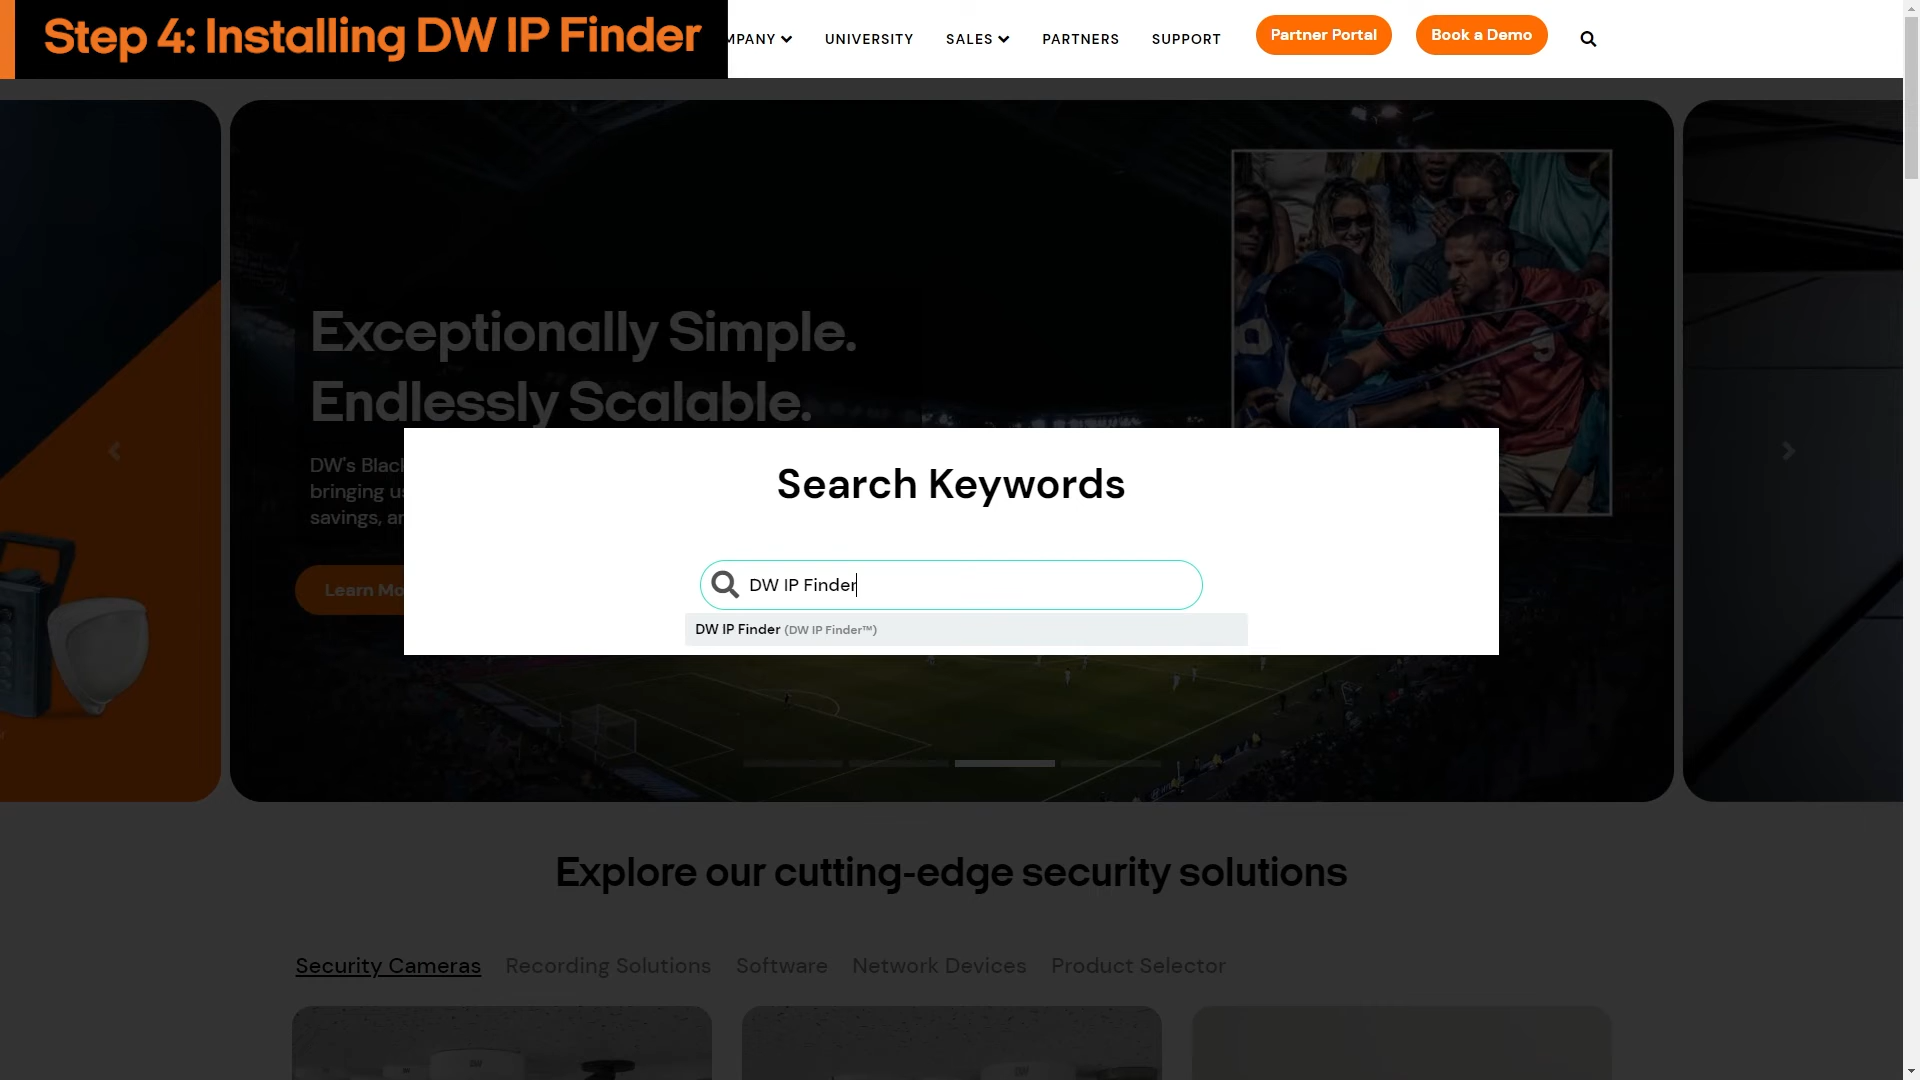 Step 4: Installing DW IP Finder
MPANY
UNIVERSITY
SALES
PARTNERS
SUPPORT
Partner Portal
Book a Demo
Exceptionally Simple.
Endlessly Scalable.
DW's Blac
bringing u
savings, a
Learn Mo
Search Keywords
DW IP Finder
DW IP Finder (DW IP Finder™)
Explore our cutting-edge security solutions
Security Cameras
Recording Solutions
Software
Network Devices
Product Selector